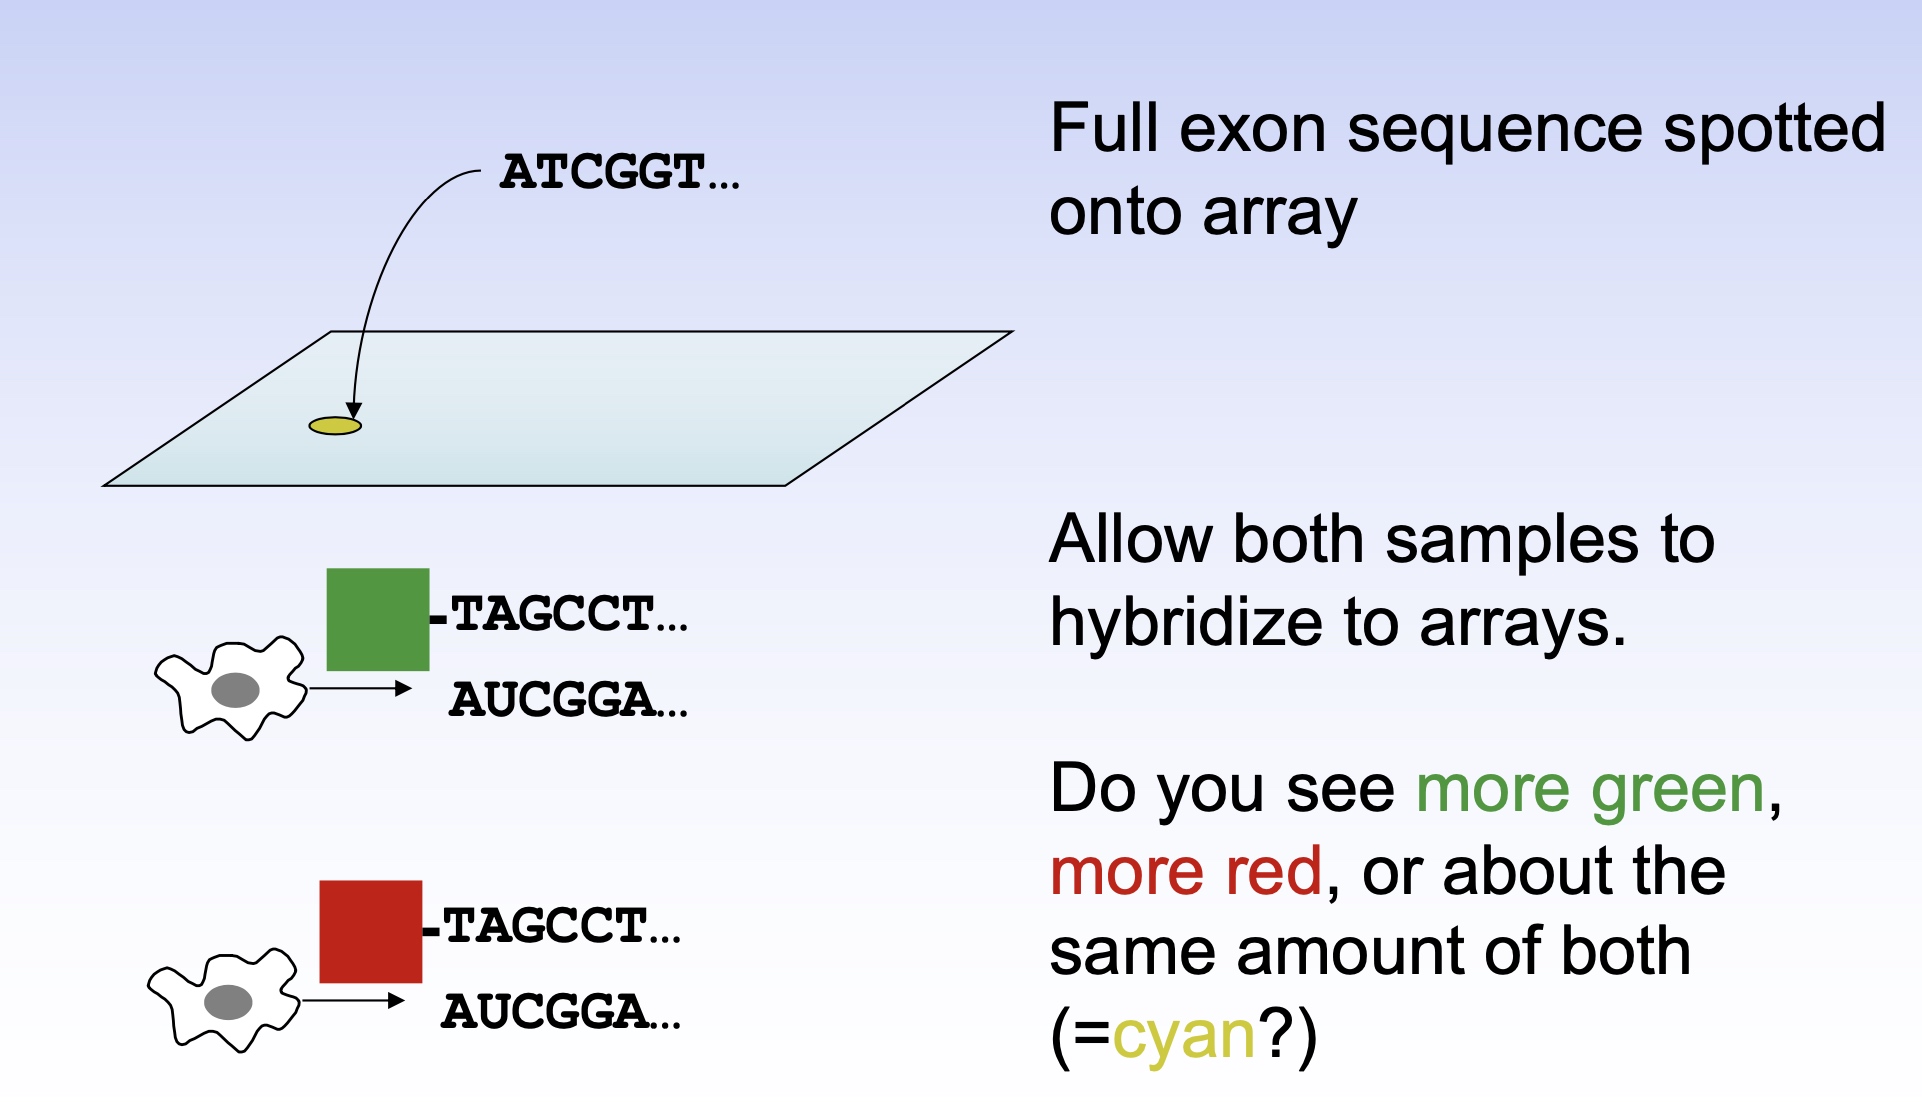 Full exon sequence spotted
onto array
ATCGGT...
Allow both samples to
hybridize to arrays.
-TAGCCT...
AUCGGA...
Do you see more green,
more red, or about the
same amount of both
(=cyan?)
-TAGCCT...
AUCGGA...